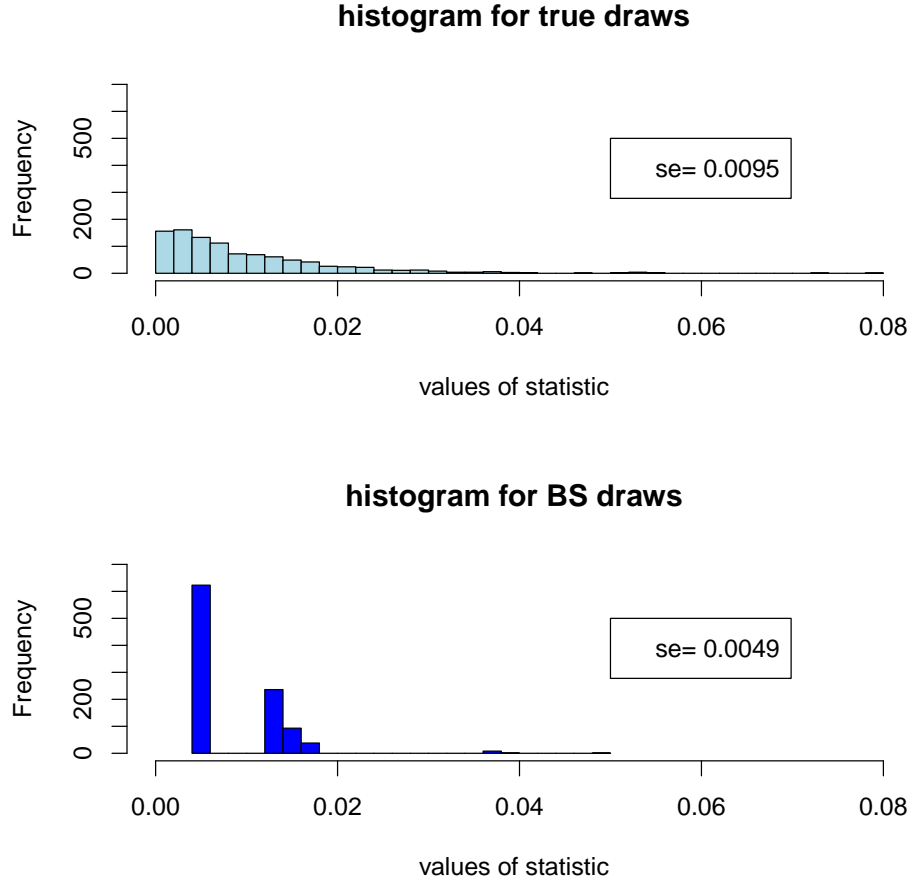 histogram for true draws
Frequency
500
200
0
se= 0.0095
0.00 0.02 0.04 0.06 0.08
values of statistic
histogram for BS draws
Frequency
500
200
0
se= 0.0049
0.00 0.02 0.04 0.06 0.08
values of statistic